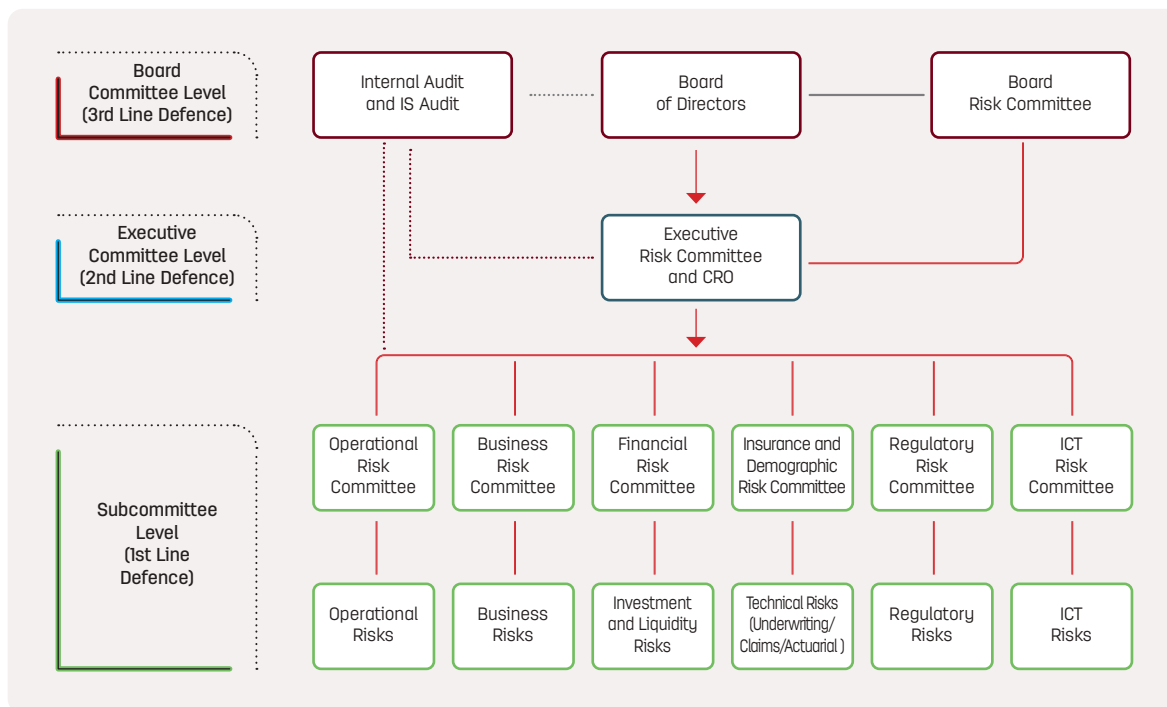 Board
Committee Level
(3rd Line Defence)
Internal Audit
and IS Audit
Board
of Directors
Board
Risk Committee
Executive
Committee Level
(2nd Line Defence)
Executive
Risk Committee
and CRO
Subcommittee
Level
(1st Line
Defence)
Operational
Risk
Committee
Business
Risk
Committee
Financial
Risk
Committee
Insurance and
Demographic
Risk Committee
Regulatory
Risk
Committee
ICT
Risk
Committee
Operational
Risks
Business
Risks
Investment
and Liquidity
Risks
Technical Risks
(Underwriting/
Claims/Actuarial )
Regulatory
Risks
ICT
Risks